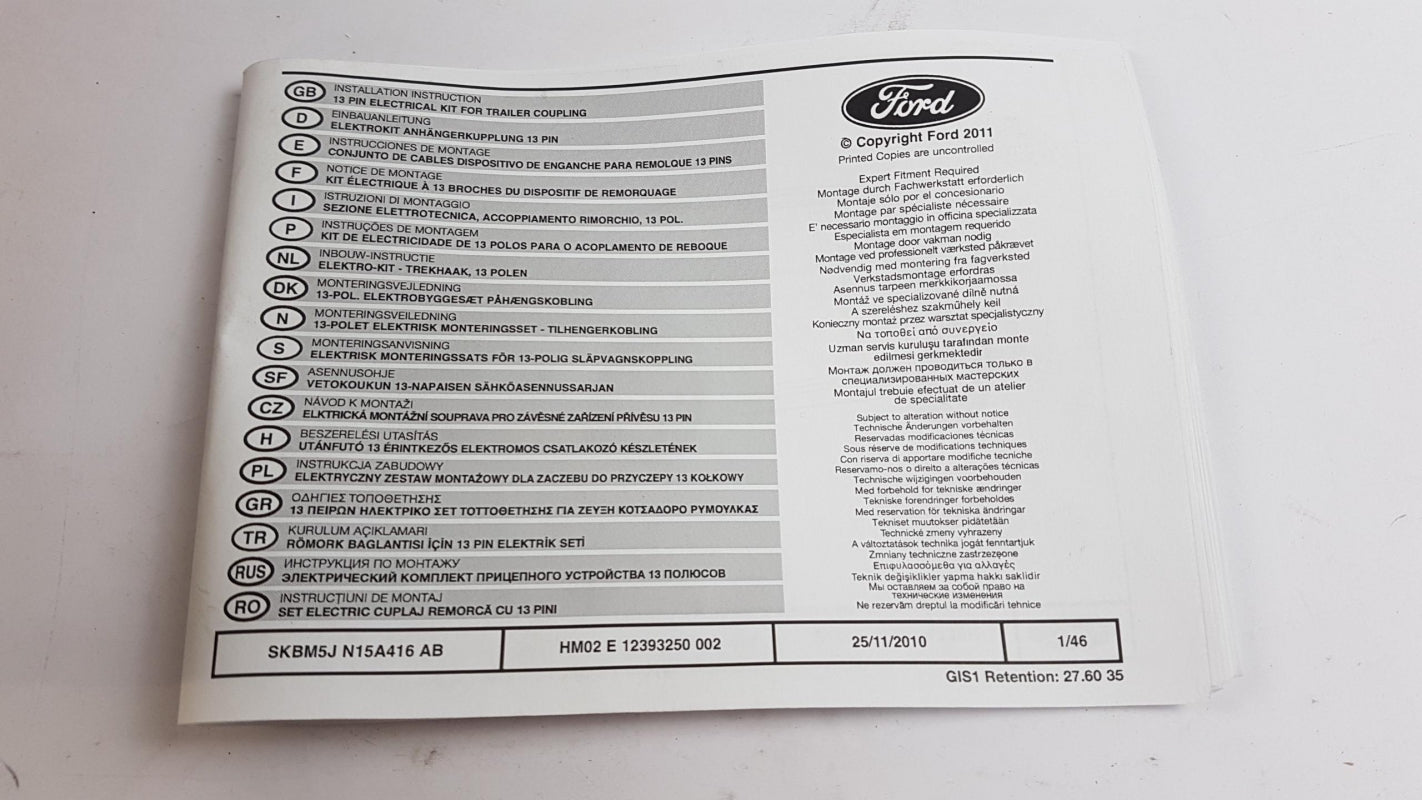 GB INSTALLATION INSTRUCTION
13 PIN ELECTRICAL KIT FOR TRAILER COUPLING
D EINBAUANLEITUNG
ELEKTROKIT ANHÄNGERKUPPLUNG 13 PIN
E INSTRUCCIONES DE MONTAGE
CONJUNTO DE CABLES DISPOSITIVO DE ENGANCHE PARA REMOLQUE 13 PINS
F NOTICE DE MONTAGE
KIT ÉLECTRIQUE À 13 BROCHES DU DISPOSITIF DE REMORQUAGE
I ISTRUZIONI DI MONTAGGIO
SEZIONE ELETTROTECNICA, ACCOPPIAMENTO RIMORCHIO, 13 POL.
P INSTRUÇÕES DE MONTAGEM
KIT DE ELECTRICIDADE DE 13 POLOS PARA O ACOPLAMENTO DE REBOQUE
NL INBOUW-INSTRUCTIE
ELEKTRO-KIT - TREKHAAK, 13 POLEN
DK MONTERINGSVEJLEDNING
13-POL. ELEKTROBYGGESÆT PÅHÆNGSKOBLING
N MONTERINGSVEILEDNING
13-POLET ELEKTRISK MONTERINGSSET - TILHENGERKOBLING
S MONTERINGSANVISNING
ELEKTRISK MONTERINGSSATS FÖR 13-POLIG SLÄPVAGNSKOPPLING
SF ASENNUSOHJE
VETOKOUKUN 13-NAPAISEN SÄHKÖASENNUSSARJAN
CZ NÁVOD K MONTAŽI
ELKTRICKÁ MONTÁŽNÍ SOUPRAVA PRO ZÁVĚSNÉ ZAŘÍZENÍ PŘÍVĚSU 13 PIN
H BESZERELÉSI UTASÍTÁS
UTÁNFUTÓ 13 ÉRINTKEZŐS ELEKTROMOS CSATLAKOZÓ KÉSZLETÉNEK
PL INSTRUKCJA ZABUDOWY
ELEKTRYCZNY ZESTAW MONTAŻOWY DLA ZACZEBU DO PRZYCZEPY 13 KOŁKOWY
GR ΟΔΗΓΙΕΣ ΤΟΠΟΘΕΤΗΣΗΣ
13 ΠΕΙΡΩΝ ΗΛΕΚΤΡΙΚΟ ΣΕΤ ΤΟΤΤΟΘΕΤΗΣΗΣ ΓΙΑ ΖΕΥΞΗ ΚΟΤΣΑΔΟΡΟ ΡΥΜΟΥΛΚΑΣ
TR KURULUM AÇIKLAMARI
RÖMORK BAGLANTISI İÇİN 13 PIN ELEKTRİK SETİ
RUS ИНСТРУКЦИЯ ПО МОНТАЖУ
ЭЛЕКТРИЧЕСКИЙ КОМПЛЕКТ ПРИЦЕПНОГО УСТРОЙСТВА 13 ПОЛЮСОВ
RO INSTRUCȚIUNI DE MONTAJ
SET ELECTRIC CUPLAJ REMORCĂ CU 13 PINI
Ford
© Copyright Ford 2011
Printed Copies are uncontrolled
Expert Fitment Required
Montage durch Fachwerkstatt erforderlich
Montaje sólo por el concesionario
Montage par spécialiste nécessaire
E' necessario montaggio in officina specializzata
Especialista em montagem requerido
Montage door vakman nodig
Montage ved professionelt værksted påkrævet
Nødvendig med montering fra fagverksted
Verkstadsmontage erfordras
Asennus tarpeen merkkikorjaamossa
Montáž ve specializované dílně nutná
A szereléshez szakműhely keil
Konieczny montaż przez warsztat specjalistyczny
Να τοποθεί από συνεργείο
Uzman servis kuruluşu tarafından monte
edilmesi gerkmektedir
Монтаж должен проводиться только в
специализированных мастерских
Montajul trebuie efectuat de un atelier
de specialitate
Subject to alteration without notice
Technische Änderungen vorbehalten
Reservadas modificaciones técnicas
Sous réserve de modifications techniques
Con riserva di apportare modifiche tecniche
Reservamo-nos o direito a alterações técnicas
Technische wijzigingen voorbehouden
Med forbehold for tekniske ændringer
Tekniske forendringer forbeholdes
Med reservation för tekniska ändringar
Tekniset muutokset pidätetään
Technické zmeny vyhrazeny
A változtatások technika jogát fenntartjuk
Zmniany techniczne zastrzeżone
Επιφυλασσόμεθα για αλλαγές
Teknik değişiklikler yapma hakkı saklıdır
Мы оставляем за собой право на
технические изменения
Ne rezervăm dreptul la modificări tehnice
SKBM5J N15A416 AB
HM02 E 12393250 002
25/11/2010
1/46
GIS1 Retention: 27.60 35